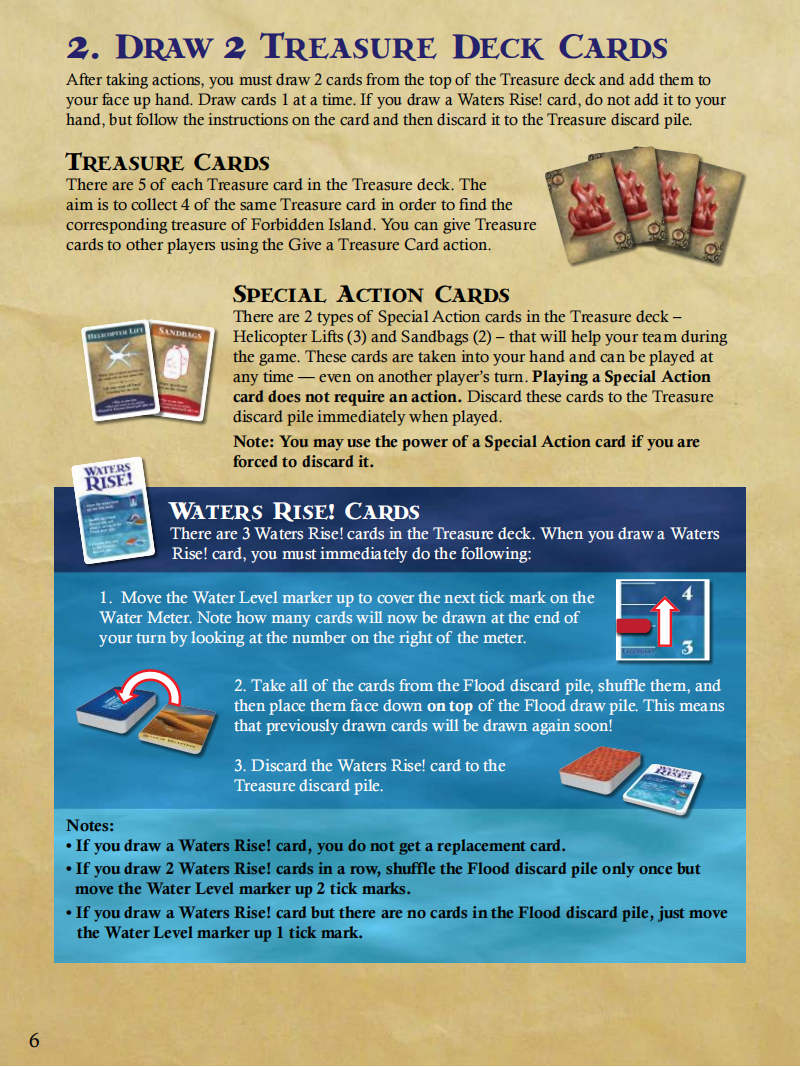 2. Draw 2 Treasure Deck Cards
After taking actions, you must draw 2 cards from the top of the Treasure deck and add them to
your face up hand. Draw cards 1 at a time. If you draw a Waters Rise! card, do not add it to your
hand, but follow the instructions on the card and then discard it to the Treasure discard pile.
Treasure Cards
There are 5 of each Treasure card in the Treasure deck. The
aim is to collect 4 of the same Treasure card in order to find the
corresponding treasure of Forbidden Island. You can give Treasure
cards to other players using the Give a Treasure Card action.
Special Action Cards
There are 2 types of Special Action cards in the Treasure deck –
Helicopter Lifts (3) and Sandbags (2) – that will help your team during
the game. These cards are taken into your hand and can be played at
any time — even on another player's turn. Playing a Special Action
card does not require an action. Discard these cards to the Treasure
discard pile immediately when played.
Note: You may use the power of a Special Action card if you are
forced to discard it.
Helicopter Lift
Sandbags
WATERS
RISE!
Waters Rise! Cards
There are 3 Waters Rise! cards in the Treasure deck. When you draw a Waters
Rise! card, you must immediately do the following:
1. Move the Water Level marker up to cover the next tick mark on the
Water Meter. Note how many cards will now be drawn at the end of
your turn by looking at the number on the right of the meter.
4
3
2. Take all of the cards from the Flood discard pile, shuffle them, and
then place them face down on top of the Flood draw pile. This means
that previously drawn cards will be drawn again soon!
3. Discard the Waters Rise! card to the
Treasure discard pile.
WATERS
RISE!
Notes:
• If you draw a Waters Rise! card, you do not get a replacement card.
• If you draw 2 Waters Rise! cards in a row, shuffle the Flood discard pile only once but
move the Water Level marker up 2 tick marks.
• If you draw a Waters Rise! card but there are no cards in the Flood discard pile, just move
the Water Level marker up 1 tick mark.
6